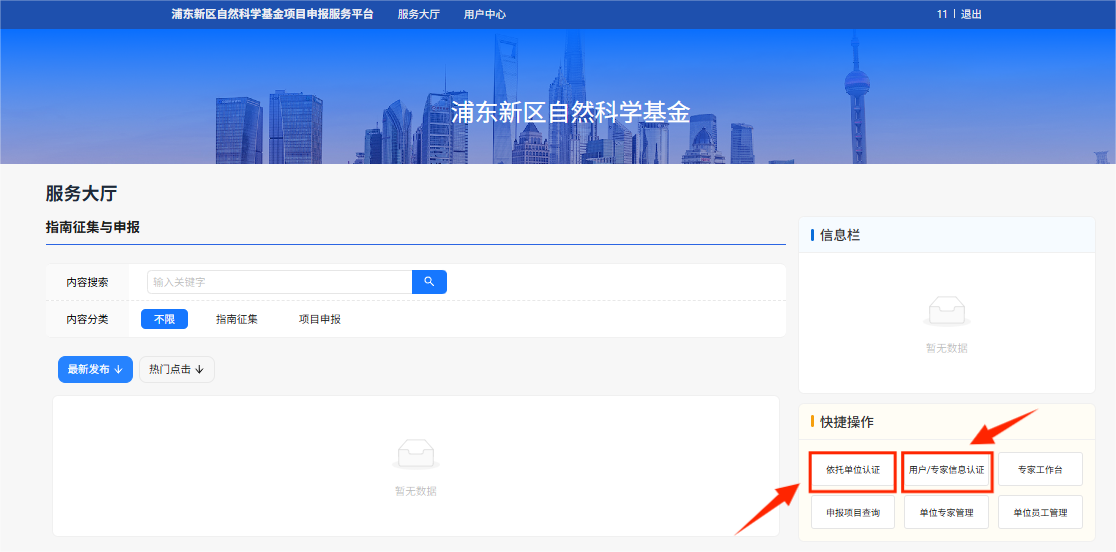 浦东新区自然科学基金项目申报服务平台 服务大厅 用户中心 11 | 退出
浦东新区自然科学基金
服务大厅
指南征集与申报
内容搜索 输入关键字
内容分类 不限 指南征集 项目申报
最新发布 ↓ 热门点击 ↓
暂无数据
信息栏
暂无数据
快捷操作
依托单位认证 用户/专家信息认证 专家工作台
申报项目查询 单位专家管理 单位员工管理